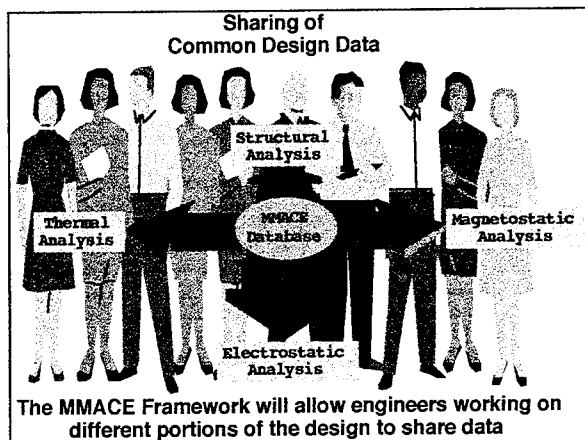 Sharing of
Common Design Data
Structural
Analysis
Thermal
Analysis
MMACE
Database
Magnetostatic
Analysis
Electrostatic
Analysis
The MMACE Framework will allow engineers working on
different portions of the design to share data